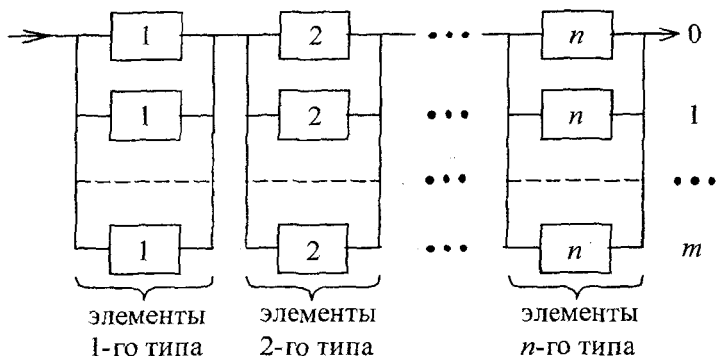 1 2 ••• n 0
1 2 ••• n 1
••• •••
1 2 ••• n m
элементы элементы элементы
1-го типа 2-го типа n-го типа